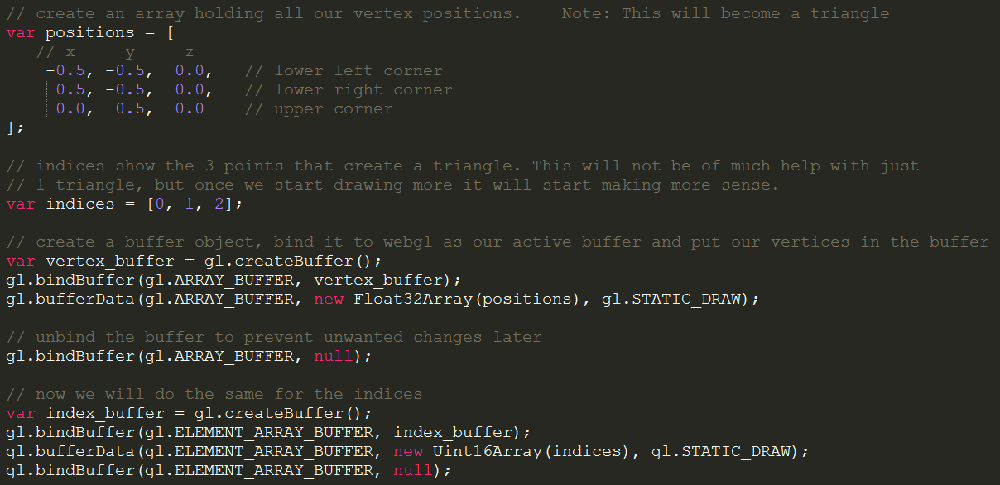 // create an array holding all our vertex positions.    Note: This will become a triangle
var positions = [
   // x     y     z
    -0.5, -0.5,  0.0,   // lower left corner
     0.5, -0.5,  0.0,   // lower right corner
     0.0,  0.5,  0.0    // upper corner
];

// indices show the 3 points that create a triangle. This will not be of much help with just
// 1 triangle, but once we start drawing more it will start making more sense.
var indices = [0, 1, 2];

// create a buffer object, bind it to webgl as our active buffer and put our vertices in the buffer
var vertex_buffer = gl.createBuffer();
gl.bindBuffer(gl.ARRAY_BUFFER, vertex_buffer);
gl.bufferData(gl.ARRAY_BUFFER, new Float32Array(positions), gl.STATIC_DRAW);

// unbind the buffer to prevent unwanted changes later
gl.bindBuffer(gl.ARRAY_BUFFER, null);

// now we will do the same for the indices
var index_buffer = gl.createBuffer();
gl.bindBuffer(gl.ELEMENT_ARRAY_BUFFER, index_buffer);
gl.bufferData(gl.ELEMENT_ARRAY_BUFFER, new Uint16Array(indices), gl.STATIC_DRAW);
gl.bindBuffer(gl.ELEMENT_ARRAY_BUFFER, null);